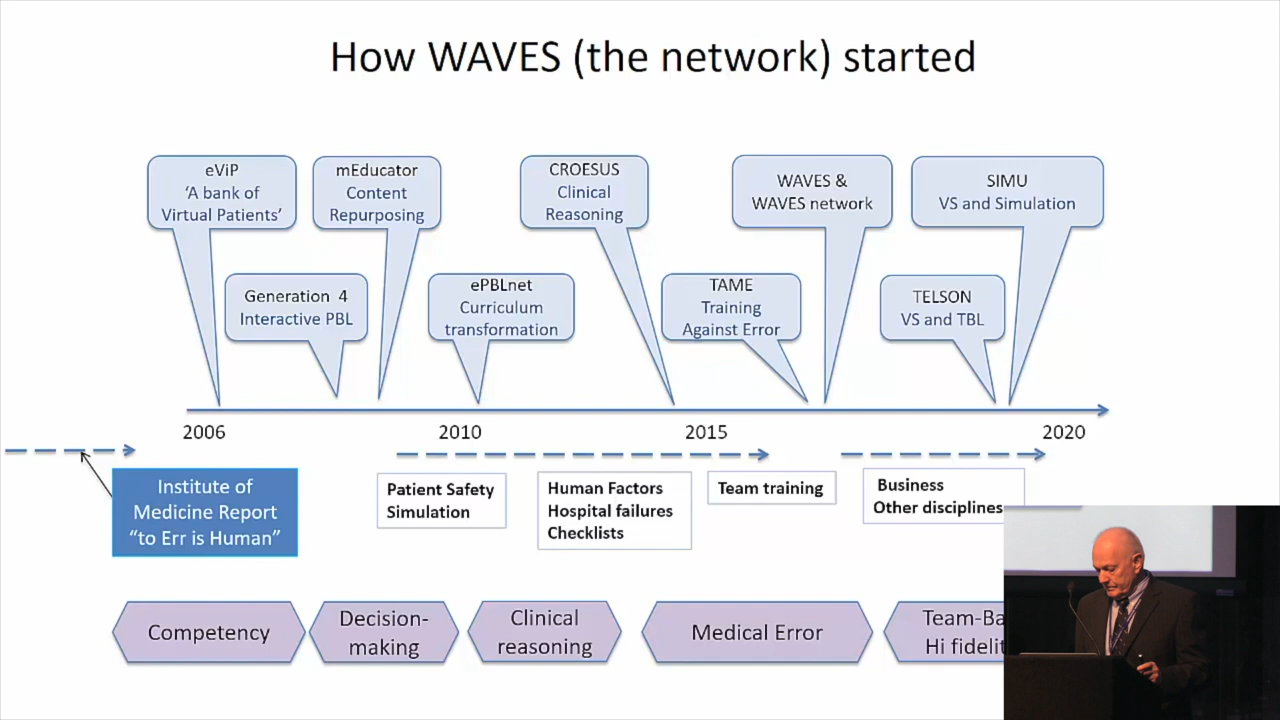 How WAVES (the network) started
eViP
‘A bank of
Virtual Patients’
mEducator
Content
Repurposing
CROESUS
Clinical
Reasoning
WAVES &
WAVES network
SIMU
VS and Simulation
Generation 4
Interactive PBL
ePBLnet
Curriculum
transformation
TAME
Training
Against Error
TELSON
VS and TBL
2006
2010
2015
2020
Institute of
Medicine Report
“to Err is Human”
Patient Safety
Simulation
Human Factors
Hospital failures
Checklists
Team training
Business
Other disciplines
Competency
Decision-
making
Clinical
reasoning
Medical Error
Hi